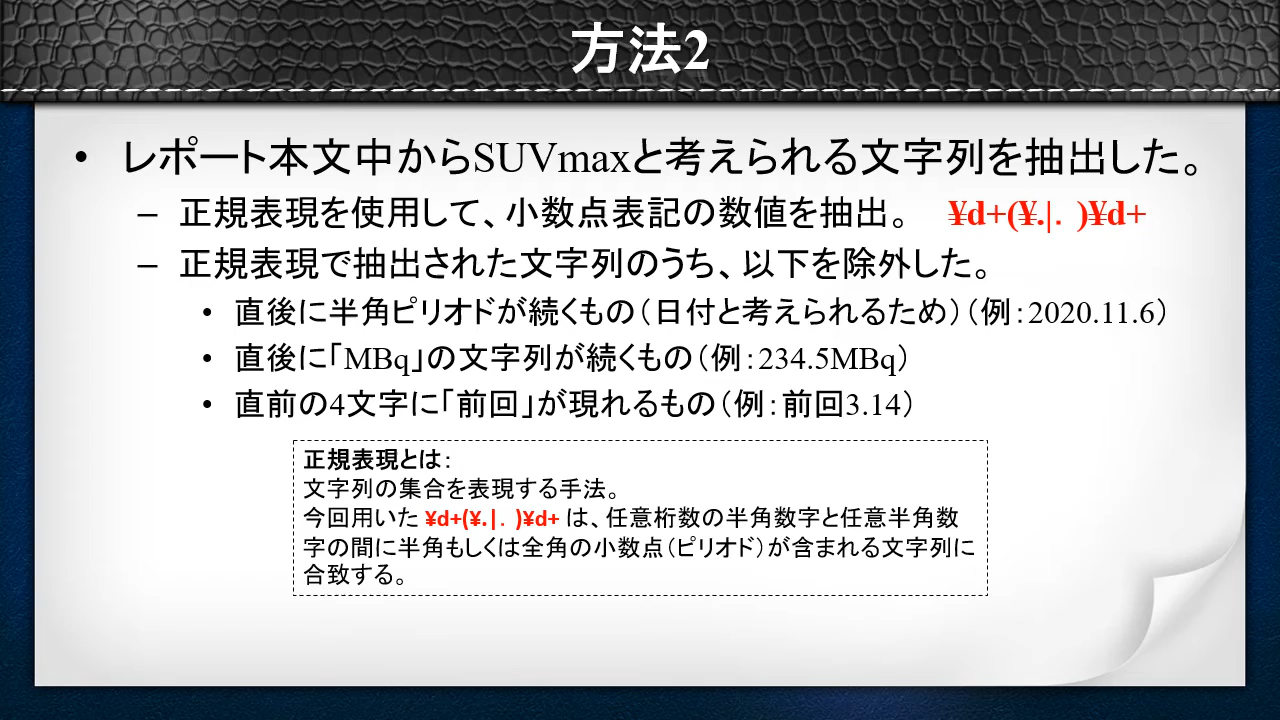 方法2
• レポート本文中からSUVmaxと考えられる文字列を抽出した。
– 正規表現を使用して、小数点表記の数値を抽出。 ¥d+(¥.|．)¥d+
– 正規表現で抽出された文字列のうち、以下を除外した。
• 直後に半角ピリオドが続くもの（日付と考えられるため）（例：2020.11.6）
• 直後に「MBq」の文字列が続くもの（例：234.5MBq）
• 直前の4文字に「前回」が現れるもの（例：前回3.14）
正規表現とは：
文字列の集合を表現する手法。
今回用いた ¥d+(¥.|．)¥d+ は、任意桁数の半角数字と任意半角数
字の間に半角もしくは全角の小数点（ピリオド）が含まれる文字列に
合致する。